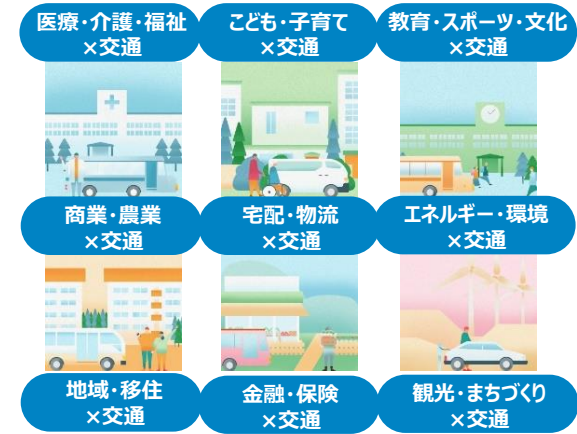 医療・介護・福祉
×交通
こども・子育て
×交通
教育・スポーツ・文化
×交通
商業・農業
×交通
宅配・物流
×交通
エネルギー・環境
×交通
地域・移住
×交通
金融・保険
×交通
観光・まちづくり
×交通